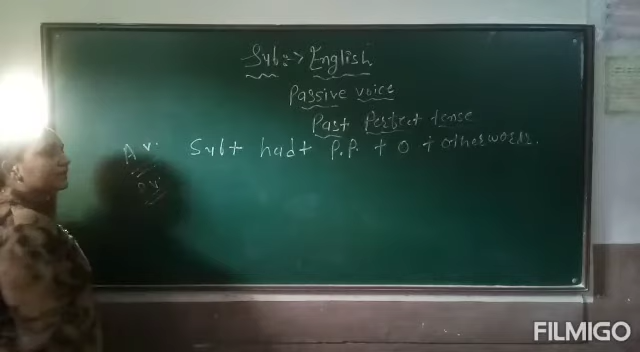 Sub:-> English
Passive voice
Past Perfect tense
A.V. Sub + had + P.P. + O + other words.
P.V.
FILMIGO